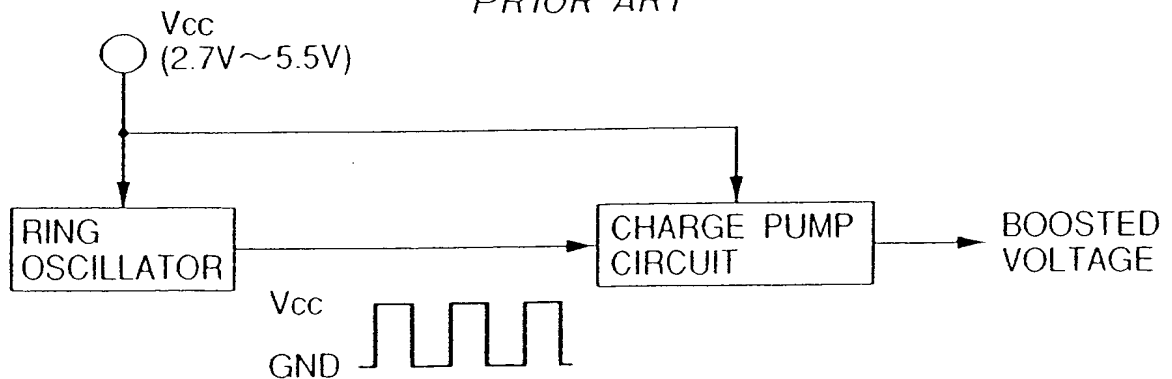 PRIOR ART
Vcc
(2.7V～5.5V)
RING
OSCILLATOR
CHARGE PUMP
CIRCUIT
BOOSTED
VOLTAGE
Vcc
GND